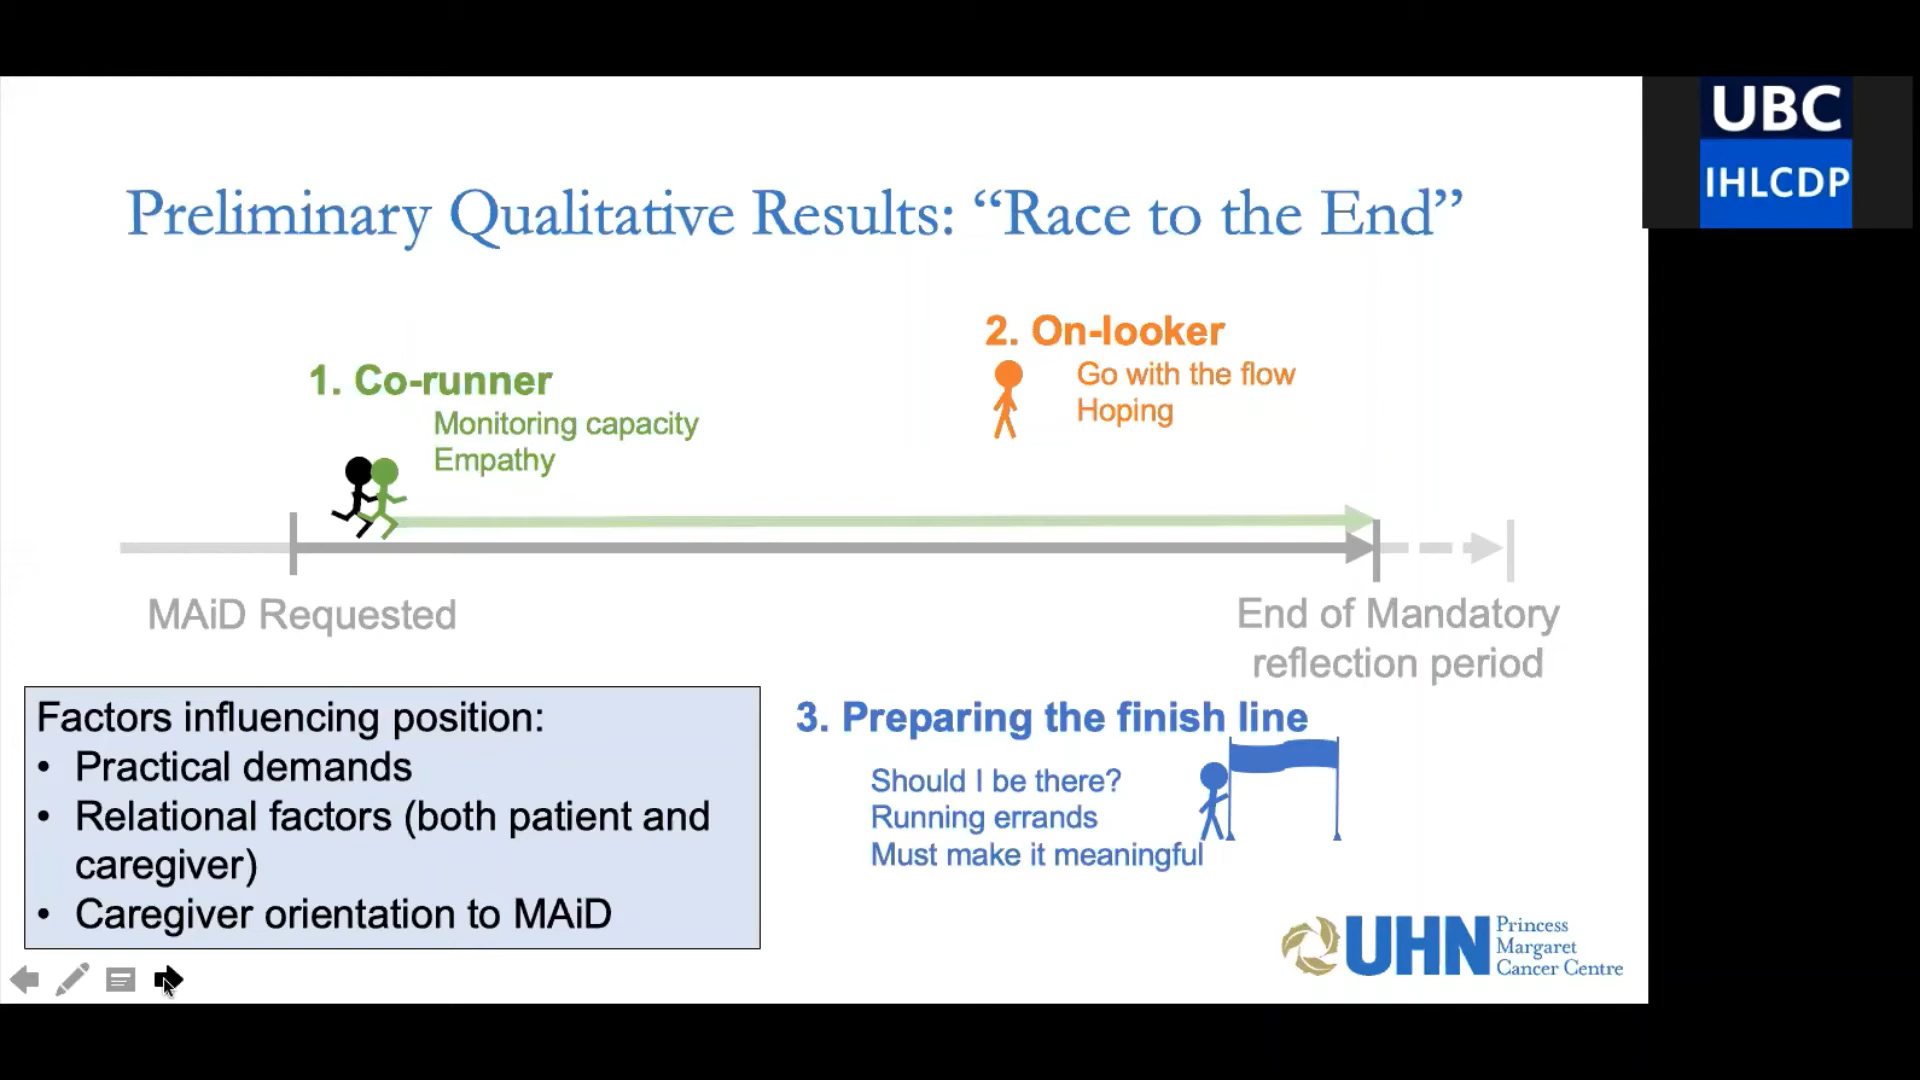 UBC
IHLCDP
Preliminary Qualitative Results: “Race to the End”
1. Co-runner
Monitoring capacity
Empathy
2. On-looker
Go with the flow
Hoping
MAiD Requested
End of Mandatory
reflection period
Factors influencing position:
• Practical demands
• Relational factors (both patient and
caregiver)
• Caregiver orientation to MAiD
3. Preparing the finish line
Should I be there?
Running errands
Must make it meaningful
UHN
Princess
Margaret
Cancer Centre